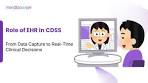 Role of EHR in CDSS
From Data Capture to Real-Time
Clinical Decisions